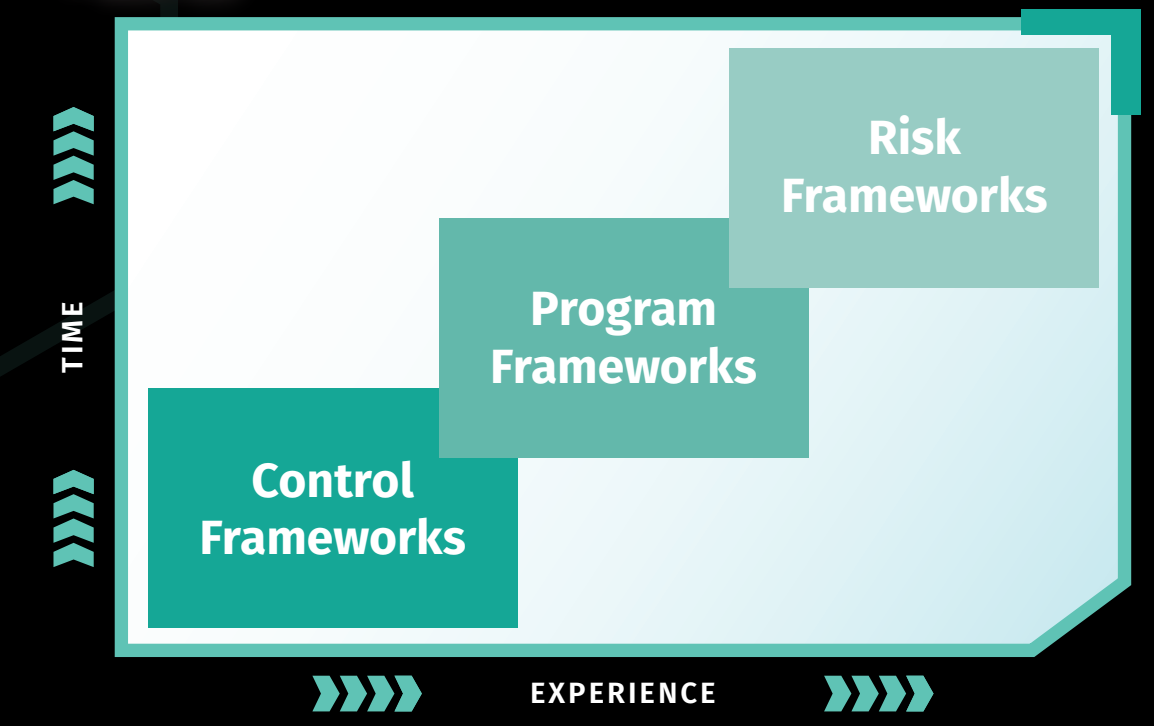 Risk
Frameworks
Program
Frameworks
Control
Frameworks
TIME
EXPERIENCE